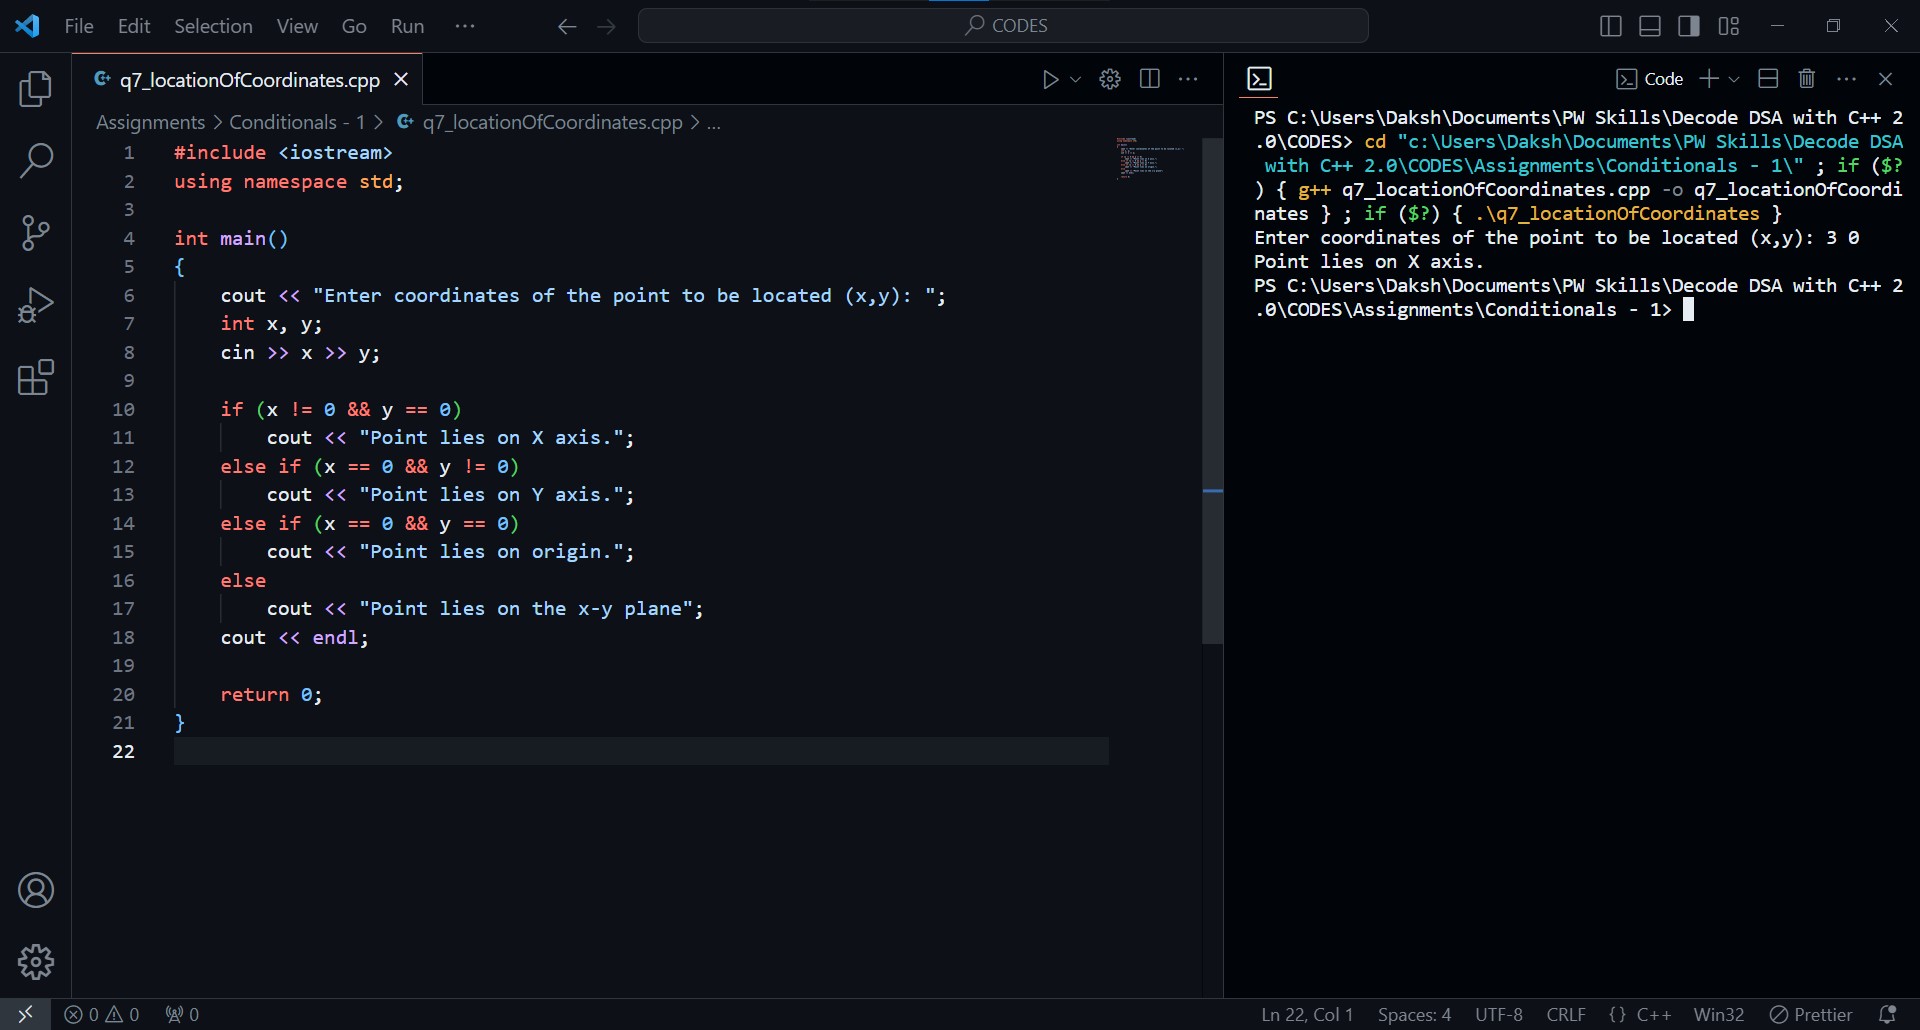 File Edit Selection View Go Run ··· CODES
q7_locationOfCoordinates.cpp
Assignments > Conditionals - 1 > q7_locationOfCoordinates.cpp > ...
1 #include <iostream>
2 using namespace std;
3
4 int main()
5 {
6 cout << "Enter coordinates of the point to be located (x,y): ";
7 int x, y;
8 cin >> x >> y;
9
10 if (x != 0 && y == 0)
11 cout << "Point lies on X axis.";
12 else if (x == 0 && y != 0)
13 cout << "Point lies on Y axis.";
14 else if (x == 0 && y == 0)
15 cout << "Point lies on origin.";
16 else
17 cout << "Point lies on the x-y plane";
18 cout << endl;
19
20 return 0;
21 }
22
Code
PS C:\Users\Daksh\Documents\PW Skills\Decode DSA with C++ 2
.0\CODES> cd "c:\Users\Daksh\Documents\PW Skills\Decode DSA
with C++ 2.0\CODES\Assignments\Conditionals - 1\" ; if ($?
) { g++ q7_locationOfCoordinates.cpp -o q7_locationOfCoordi
nates } ; if ($?) { .\q7_locationOfCoordinates }
Enter coordinates of the point to be located (x,y): 3 0
Point lies on X axis.
PS C:\Users\Daksh\Documents\PW Skills\Decode DSA with C++ 2
.0\CODES\Assignments\Conditionals - 1>
0 0 0 Ln 22, Col 1 Spaces: 4 UTF-8 CRLF {} C++ Win32 Prettier